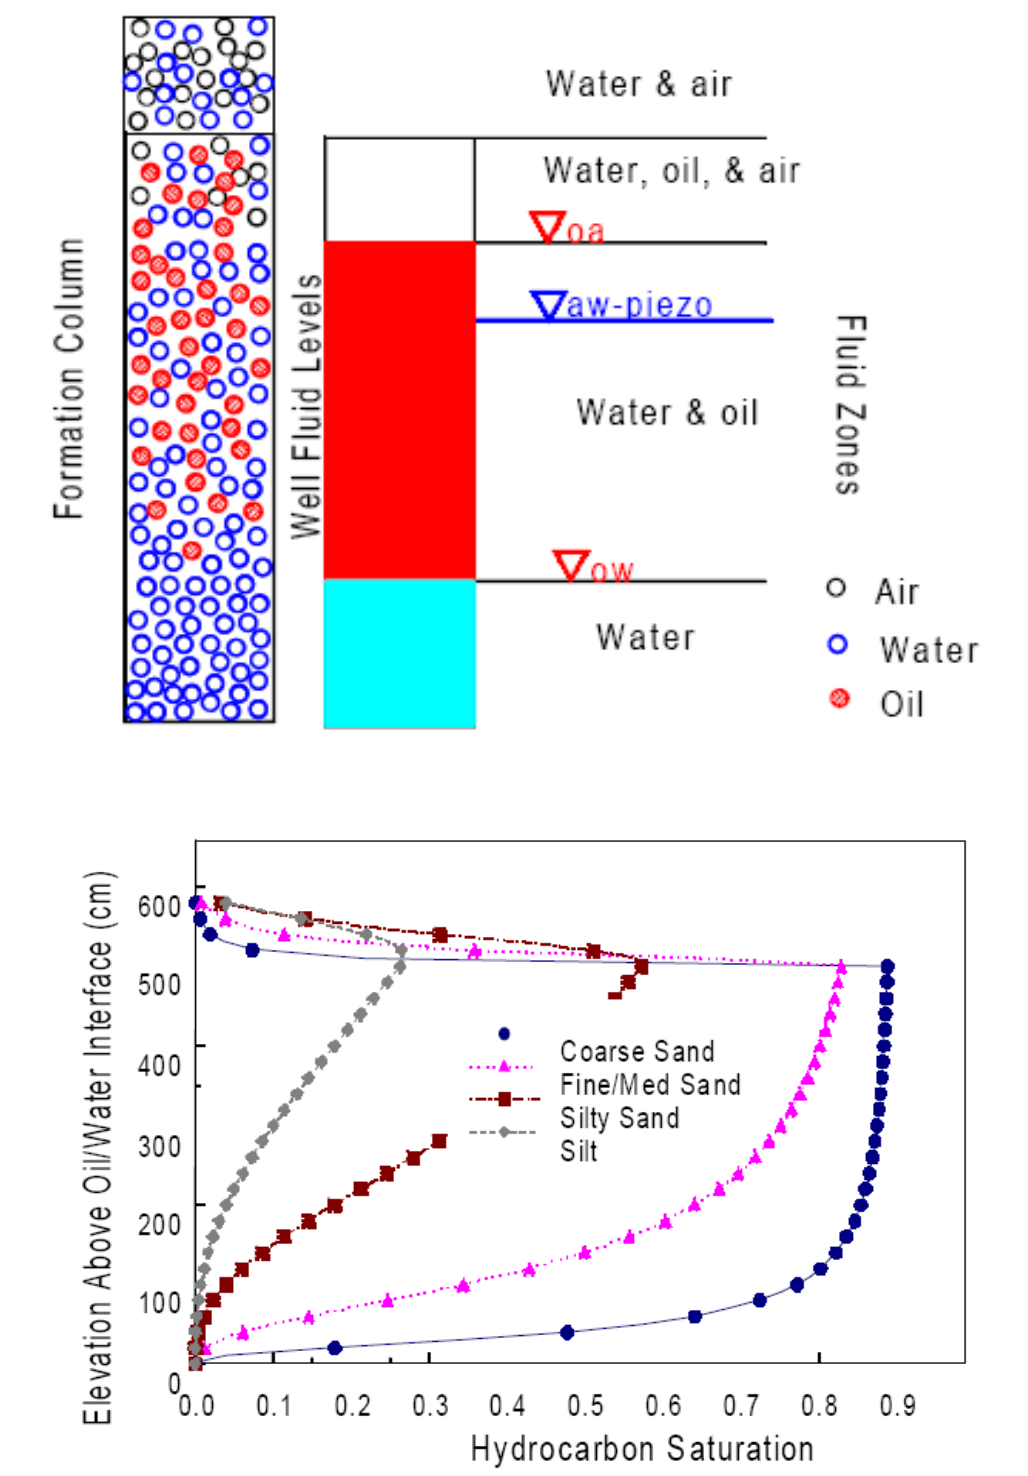 Water & air
Water, oil, & air
oa
aw-piezo
Water & oil
ow
Water
Formation Column
Well Fluid Levels
Fluid Zones
Air
Water
Oil
Elevation Above Oil/Water Interface (cm)
600
500
400
300
200
100
0
Coarse Sand
Fine/Med Sand
Silty Sand
Silt
0.0 0.1 0.2 0.3 0.4 0.5 0.6 0.7 0.8 0.9
Hydrocarbon Saturation